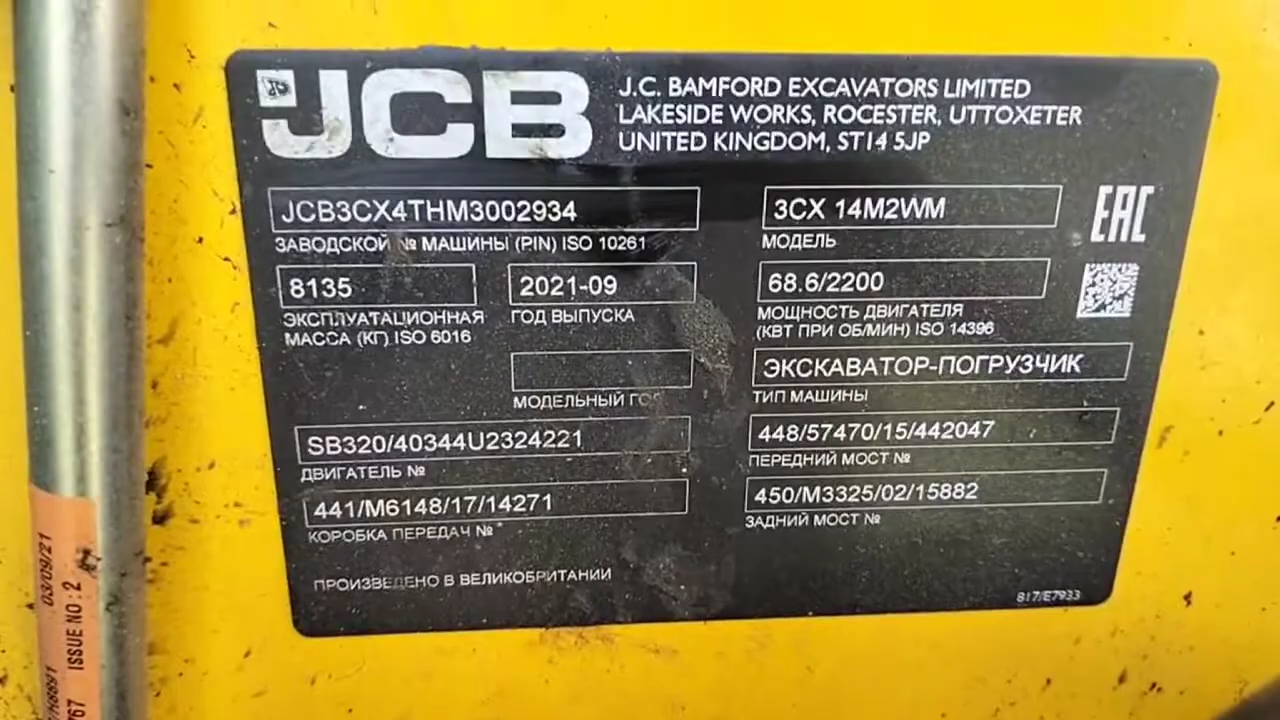 JCB
J.C. BAMFORD EXCAVATORS LIMITED
LAKESIDE WORKS, ROCESTER, UTTOXETER
UNITED KINGDOM, ST14 5JP
JCB3CX4THM3002934
ЗАВОДСКОЙ № МАШИНЫ (PIN) ISO 10261
3CX 14M2WM
МОДЕЛЬ
EAC
8135
ЭКСПЛУАТАЦИОННАЯ
МАССА (КГ) ISO 6016
2021-09
ГОД ВЫПУСКА
68.6/2200
МОЩНОСТЬ ДВИГАТЕЛЯ
(КВТ ПРИ ОБ/МИН) ISO 14396
МОДЕЛЬНЫЙ ГОД
ЭКСКАВАТОР-ПОГРУЗЧИК
ТИП МАШИНЫ
SB320/40344U2324221
ДВИГАТЕЛЬ №
448/57470/15/442047
ПЕРЕДНИЙ МОСТ №
441/M6148/17/14271
КОРОБКА ПЕРЕДАЧ №
450/M3325/02/15882
ЗАДНИЙ МОСТ №
ПРОИЗВЕДЕНО В ВЕЛИКОБРИТАНИИ
817/E7933
03/09/21
ISSUE NO : 2